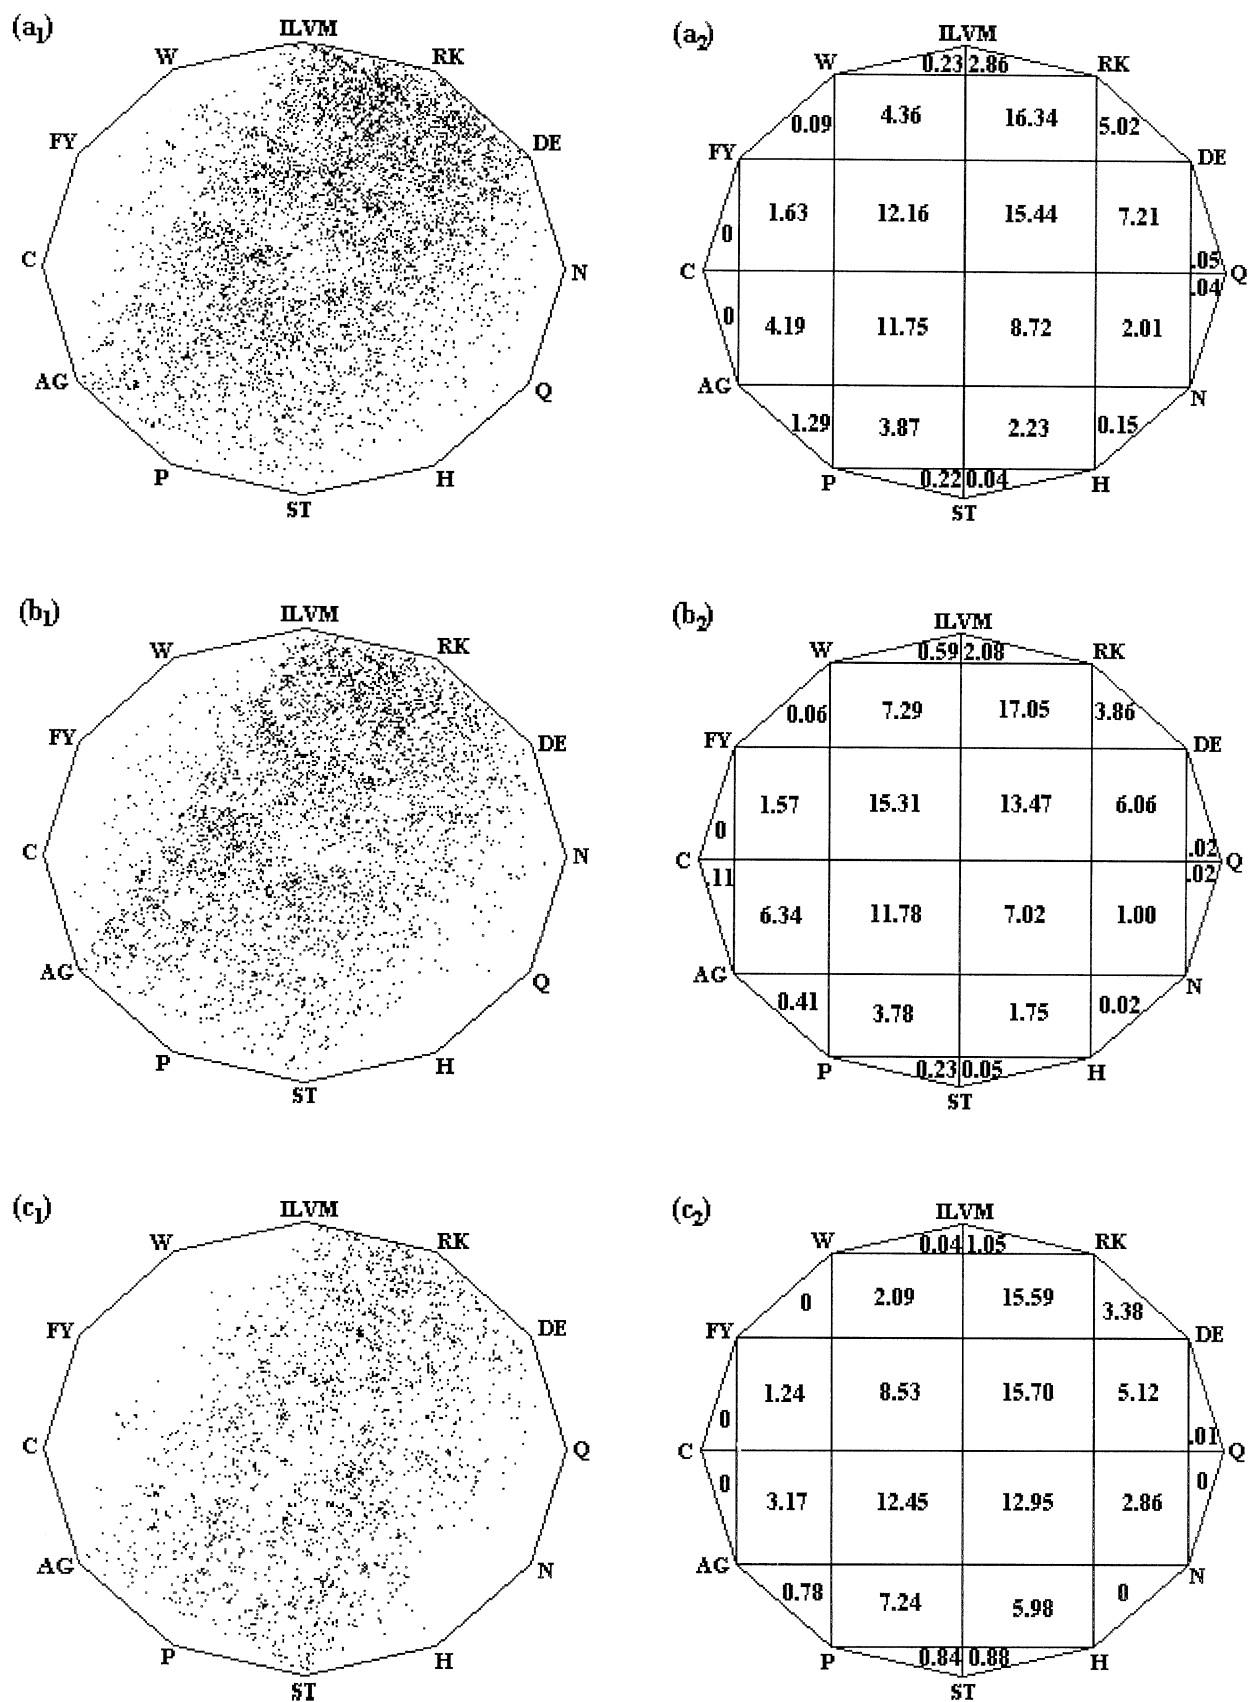 (a1)
ILVM
W RK
FY DE
C N
AG Q
P H
ST
(a2)
ILVM
W 0.23 2.86 RK
0.09 4.36 16.34 5.02
FY DE
1.63 12.16 15.44 7.21
0 .05
C Q
0 .04
4.19 11.75 8.72 2.01
AG N
1.29 3.87 2.23 0.15
P 0.22 0.04 H
ST
(b1)
ILVM
W RK
FY DE
C N
AG Q
P H
ST
(b2)
ILVM
W 0.59 2.08 RK
0.06 7.29 17.05 3.86
FY DE
1.57 15.31 13.47 6.06
0 .02
C Q
.11 .02
6.34 11.78 7.02 1.00
AG N
0.41 3.78 1.75 0.02
P 0.23 0.05 H
ST
(c1)
ILVM
W RK
FY DE
C Q
AG N
P H
ST
(c2)
ILVM
W 0.04 1.05 RK
0 2.09 15.59 3.38
FY DE
1.24 8.53 15.70 5.12
0 .01
C Q
0 0
3.17 12.45 12.95 2.86
AG N
0.78 7.24 5.98 0
P 0.84 0.88 H
ST